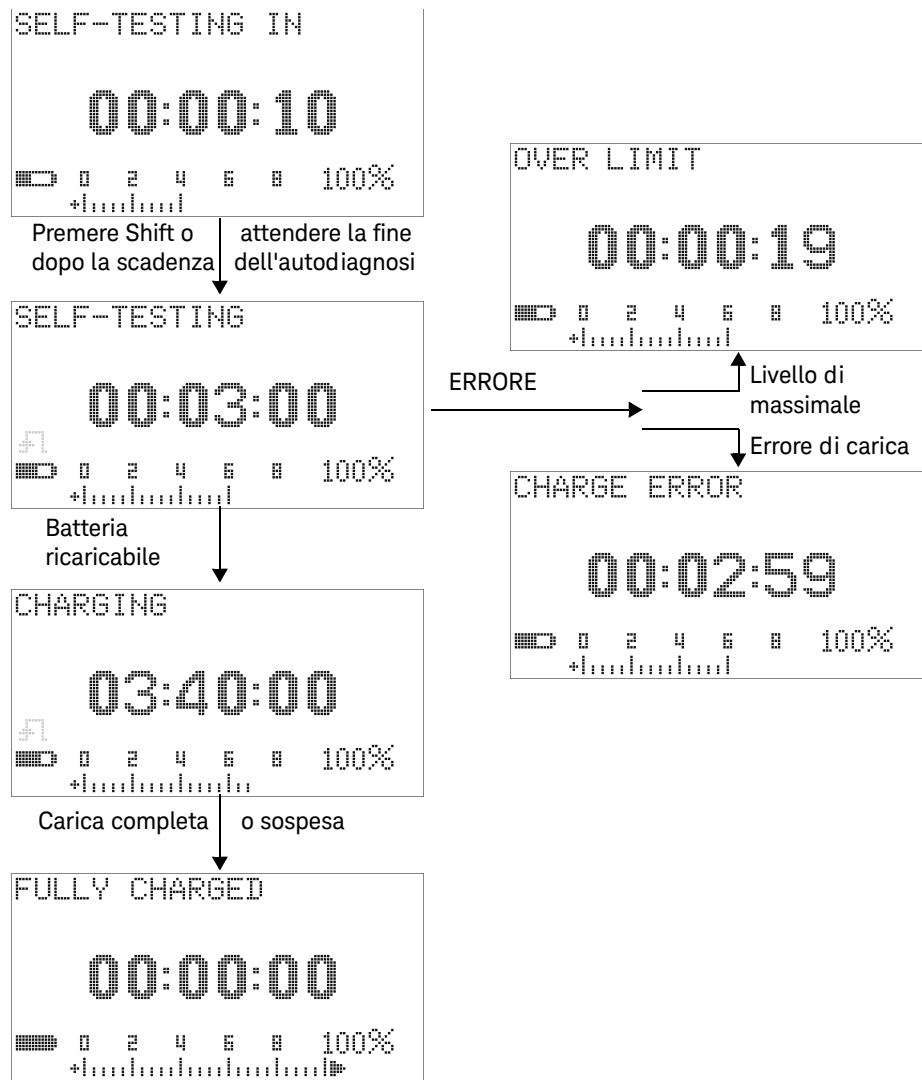 SELF-TESTING IN
00:00:10
0 2 4 6 8 100%
Premere Shift o
dopo la scadenza
attendere la fine
dell'autodiagnosi
SELF-TESTING
00:03:00
0 2 4 6 8 100%
ERRORE
OVER LIMIT
00:00:19
0 2 4 6 8 100%
Livello di
massimale
Errore di carica
CHARGE ERROR
00:02:59
0 2 4 6 8 100%
Batteria
ricaricabile
CHARGING
03:40:00
0 2 4 6 8 100%
Carica completa
o sospesa
FULLY CHARGED
00:00:00
0 2 4 6 8 100%